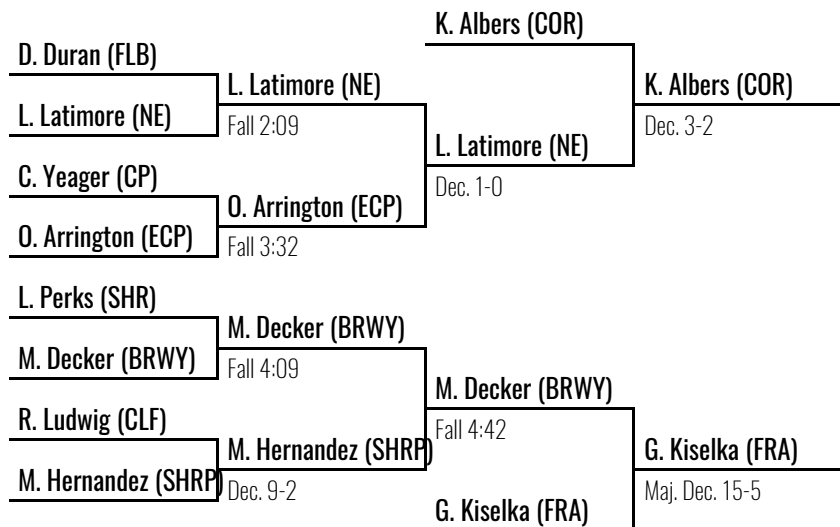 K. Albers (COR)
D. Duran (FLB)
L. Latimore (NE)
K. Albers (COR)
L. Latimore (NE)
Fall 2:09
Dec. 3-2
L. Latimore (NE)
C. Yeager (CP)
Dec. 1-0
O. Arrington (ECP)
O. Arrington (ECP)
Fall 3:32
L. Perks (SHR)
M. Decker (BRWY)
M. Decker (BRWY)
Fall 4:09
M. Decker (BRWY)
R. Ludwig (CLF)
Fall 4:42
M. Hernandez (SHRP)
G. Kiselka (FRA)
M. Hernandez (SHRP)
Dec. 9-2
Maj. Dec. 15-5
G. Kiselka (FRA)